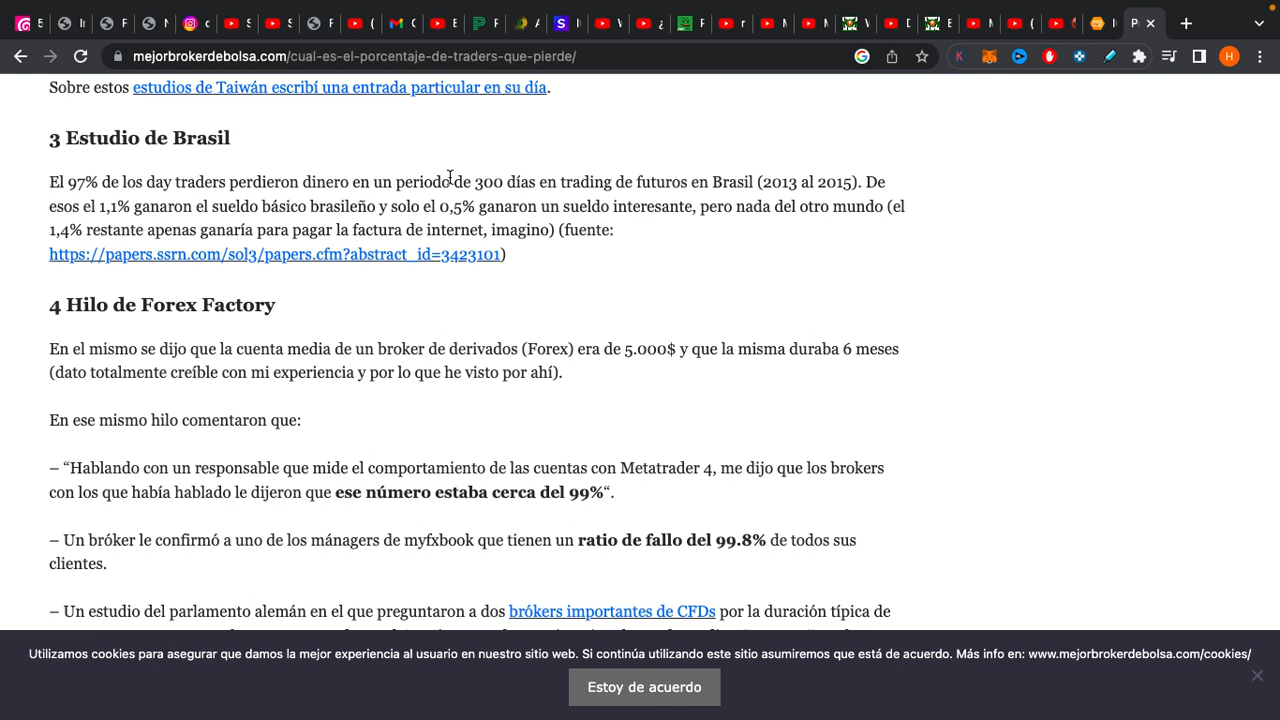 mejorbrokerdebolsa.com/cual-es-el-porcentaje-de-traders-que-pierde/
Sobre estos estudios de Taiwán escribí una entrada particular en su día.
3 Estudio de Brasil
El 97% de los day traders perdieron dinero en un periodo de 300 días en trading de futuros en Brasil (2013 al 2015). De
esos el 1,1% ganaron el sueldo básico brasileño y solo el 0,5% ganaron un sueldo interesante, pero nada del otro mundo (el
1,4% restante apenas ganaría para pagar la factura de internet, imagino) (fuente:
https://papers.ssrn.com/sol3/papers.cfm?abstract_id=3423101)
4 Hilo de Forex Factory
En el mismo se dijo que la cuenta media de un broker de derivados (Forex) era de 5.000$ y que la misma duraba 6 meses
(dato totalmente creíble con mi experiencia y por lo que he visto por ahí).
En ese mismo hilo comentaron que:
– “Hablando con un responsable que mide el comportamiento de las cuentas con Metatrader 4, me dijo que los brokers
con los que había hablado le dijeron que ese número estaba cerca del 99%“.
– Un bróker le confirmó a uno de los mánagers de myfxbook que tienen un ratio de fallo del 99.8% de todos sus
clientes.
– Un estudio del parlamento alemán en el que preguntaron a dos brókers importantes de CFDs por la duración típica de
Utilizamos cookies para asegurar que damos la mejor experiencia al usuario en nuestro sitio web. Si continúa utilizando este sitio asumiremos que está de acuerdo. Más info en: www.mejorbrokerdebolsa.com/cookies/
Estoy de acuerdo